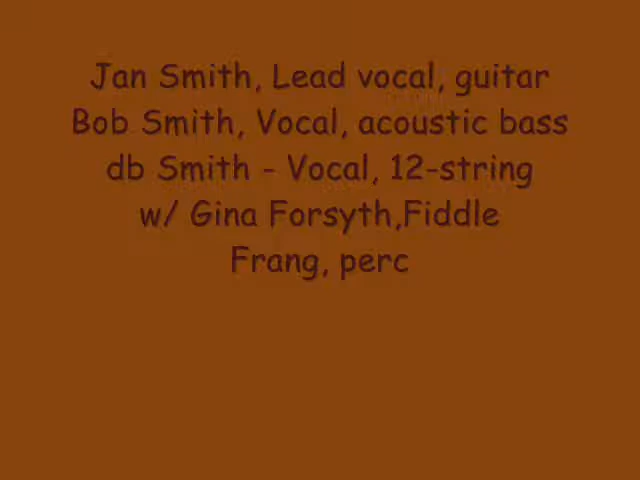 Jan Smith, Lead vocal, guitar
Bob Smith, Vocal, acoustic bass
db Smith - Vocal, 12-string
w/ Gina Forsyth,Fiddle
Frang, perc